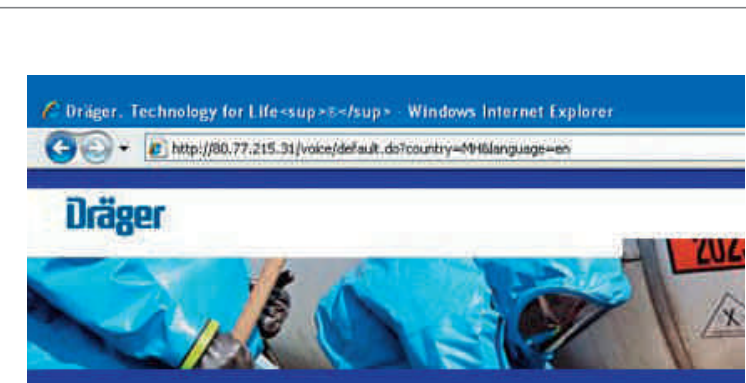 Dräger. Technology for Life<sup>®</sup> - Windows Internet Explorer
http://80.77.215.31/voice/default.do?country=MH&language=en
Dräger
2023
X